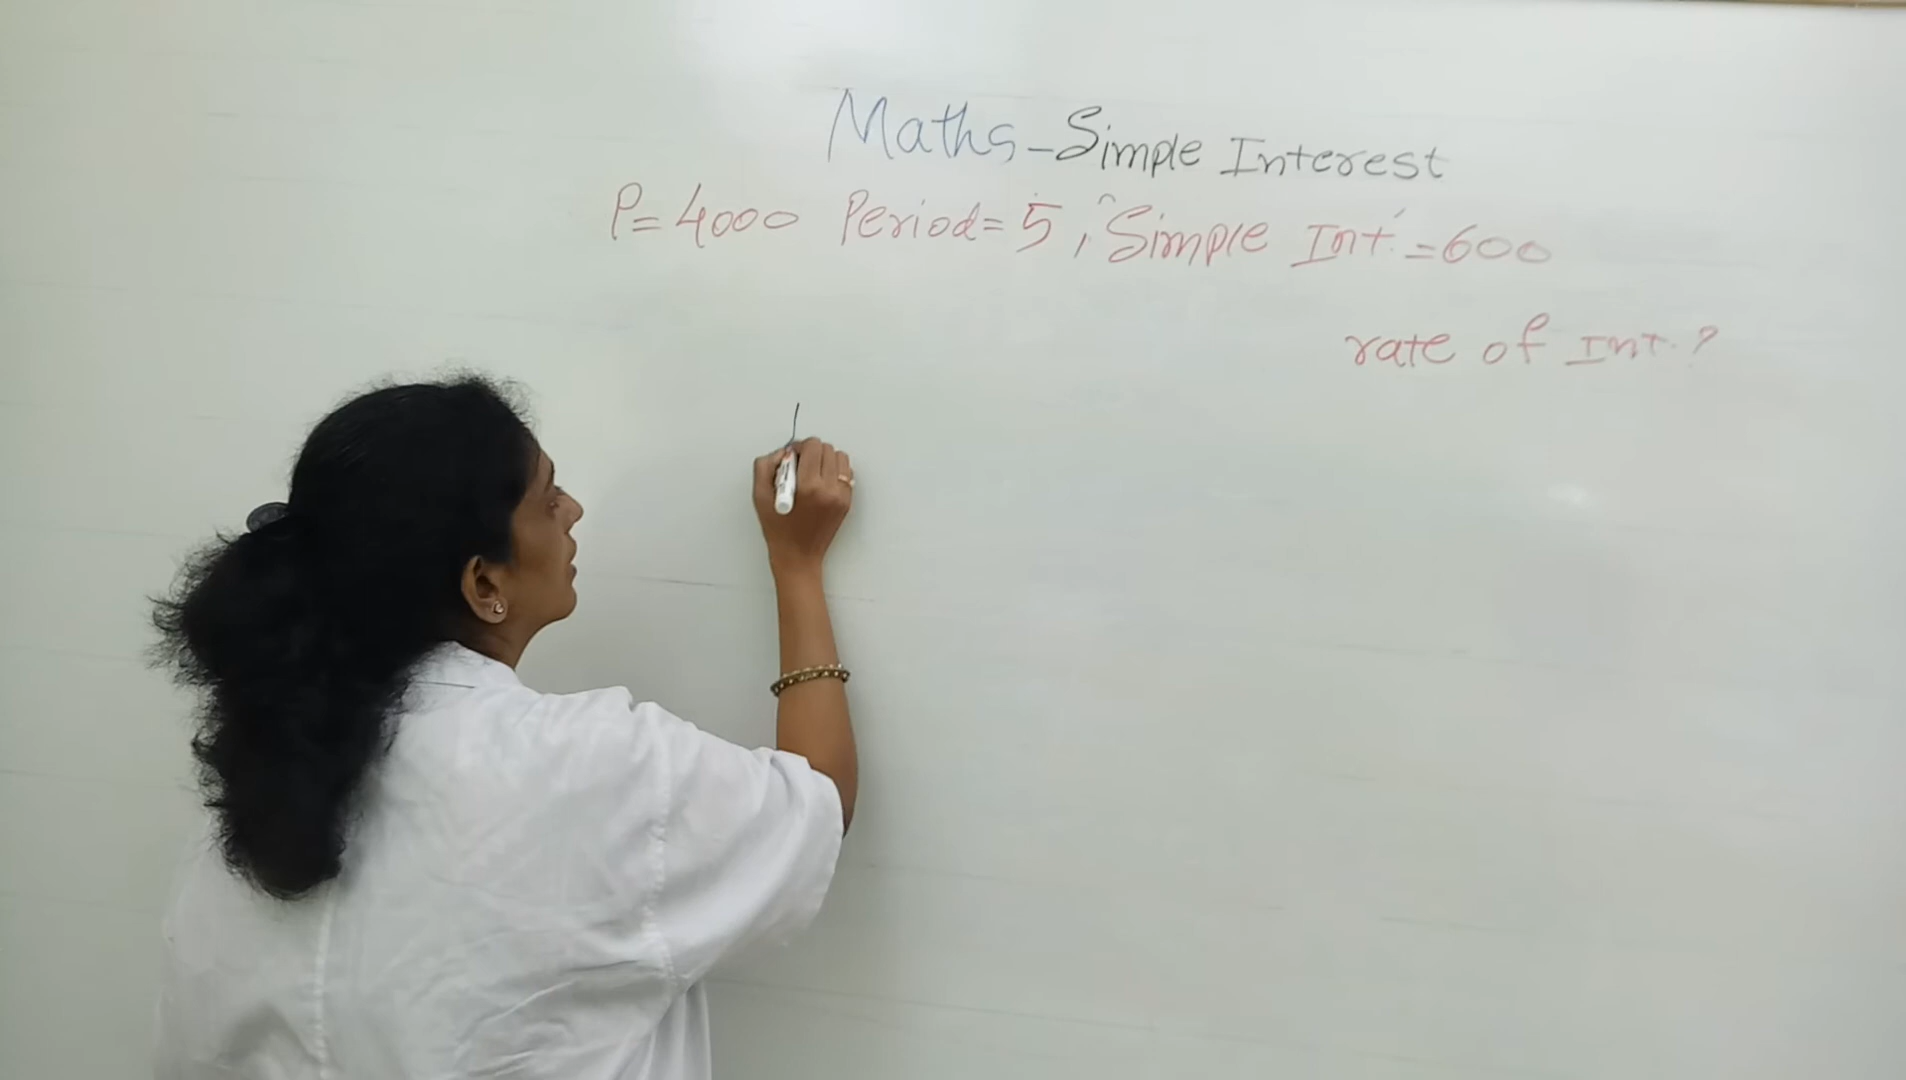 Maths-Simple Interest
P=4000 Period=5, Simple Int.=600
rate of Int.?